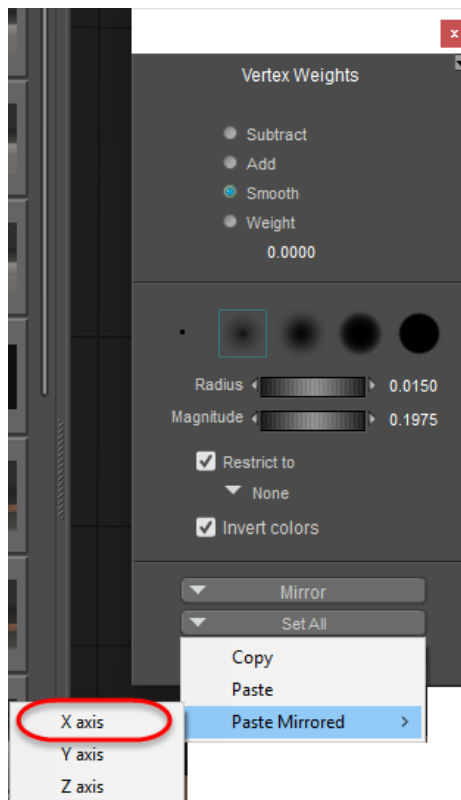 x
Vertex Weights
Subtract
Add
Smooth
Weight
0.0000
Radius 0.0150
Magnitude 0.1975
Restrict to
None
Invert colors
Mirror
Set All
Copy
Paste
Paste Mirrored >
X axis
Y axis
Z axis